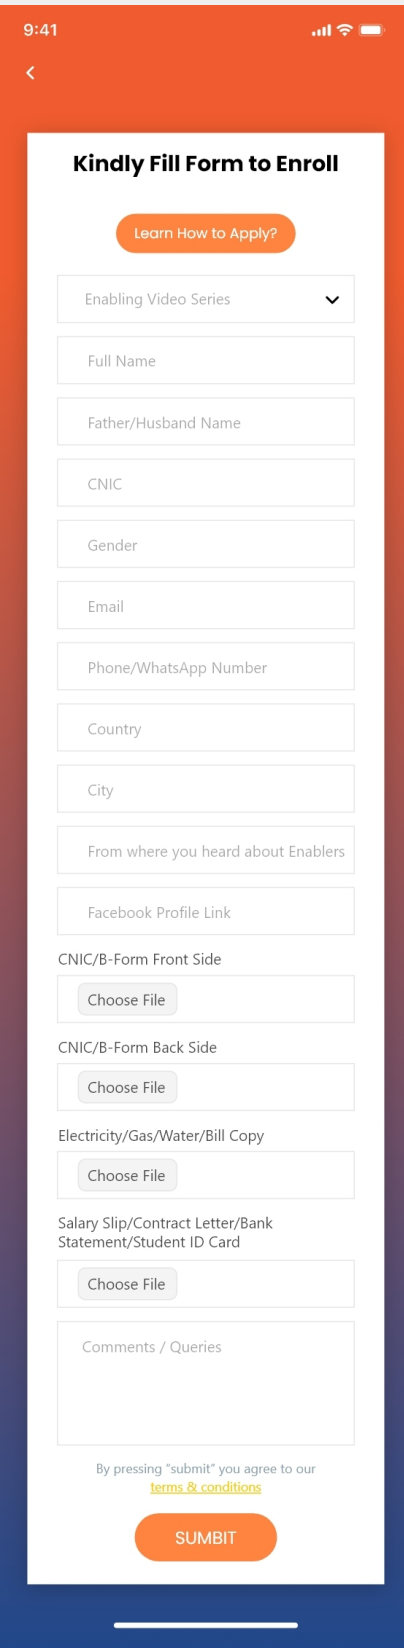 9:41
Kindly Fill Form to Enroll
Learn How to Apply?
Enabling Video Series
Full Name
Father/Husband Name
CNIC
Gender
Email
Phone/WhatsApp Number
Country
City
From where you heard about Enablers
Facebook Profile Link
CNIC/B-Form Front Side
Choose File
CNIC/B-Form Back Side
Choose File
Electricity/Gas/Water/Bill Copy
Choose File
Salary Slip/Contract Letter/Bank
Statement/Student ID Card
Choose File
Comments / Queries
By pressing “submit” you agree to our
terms & conditions
SUMBIT